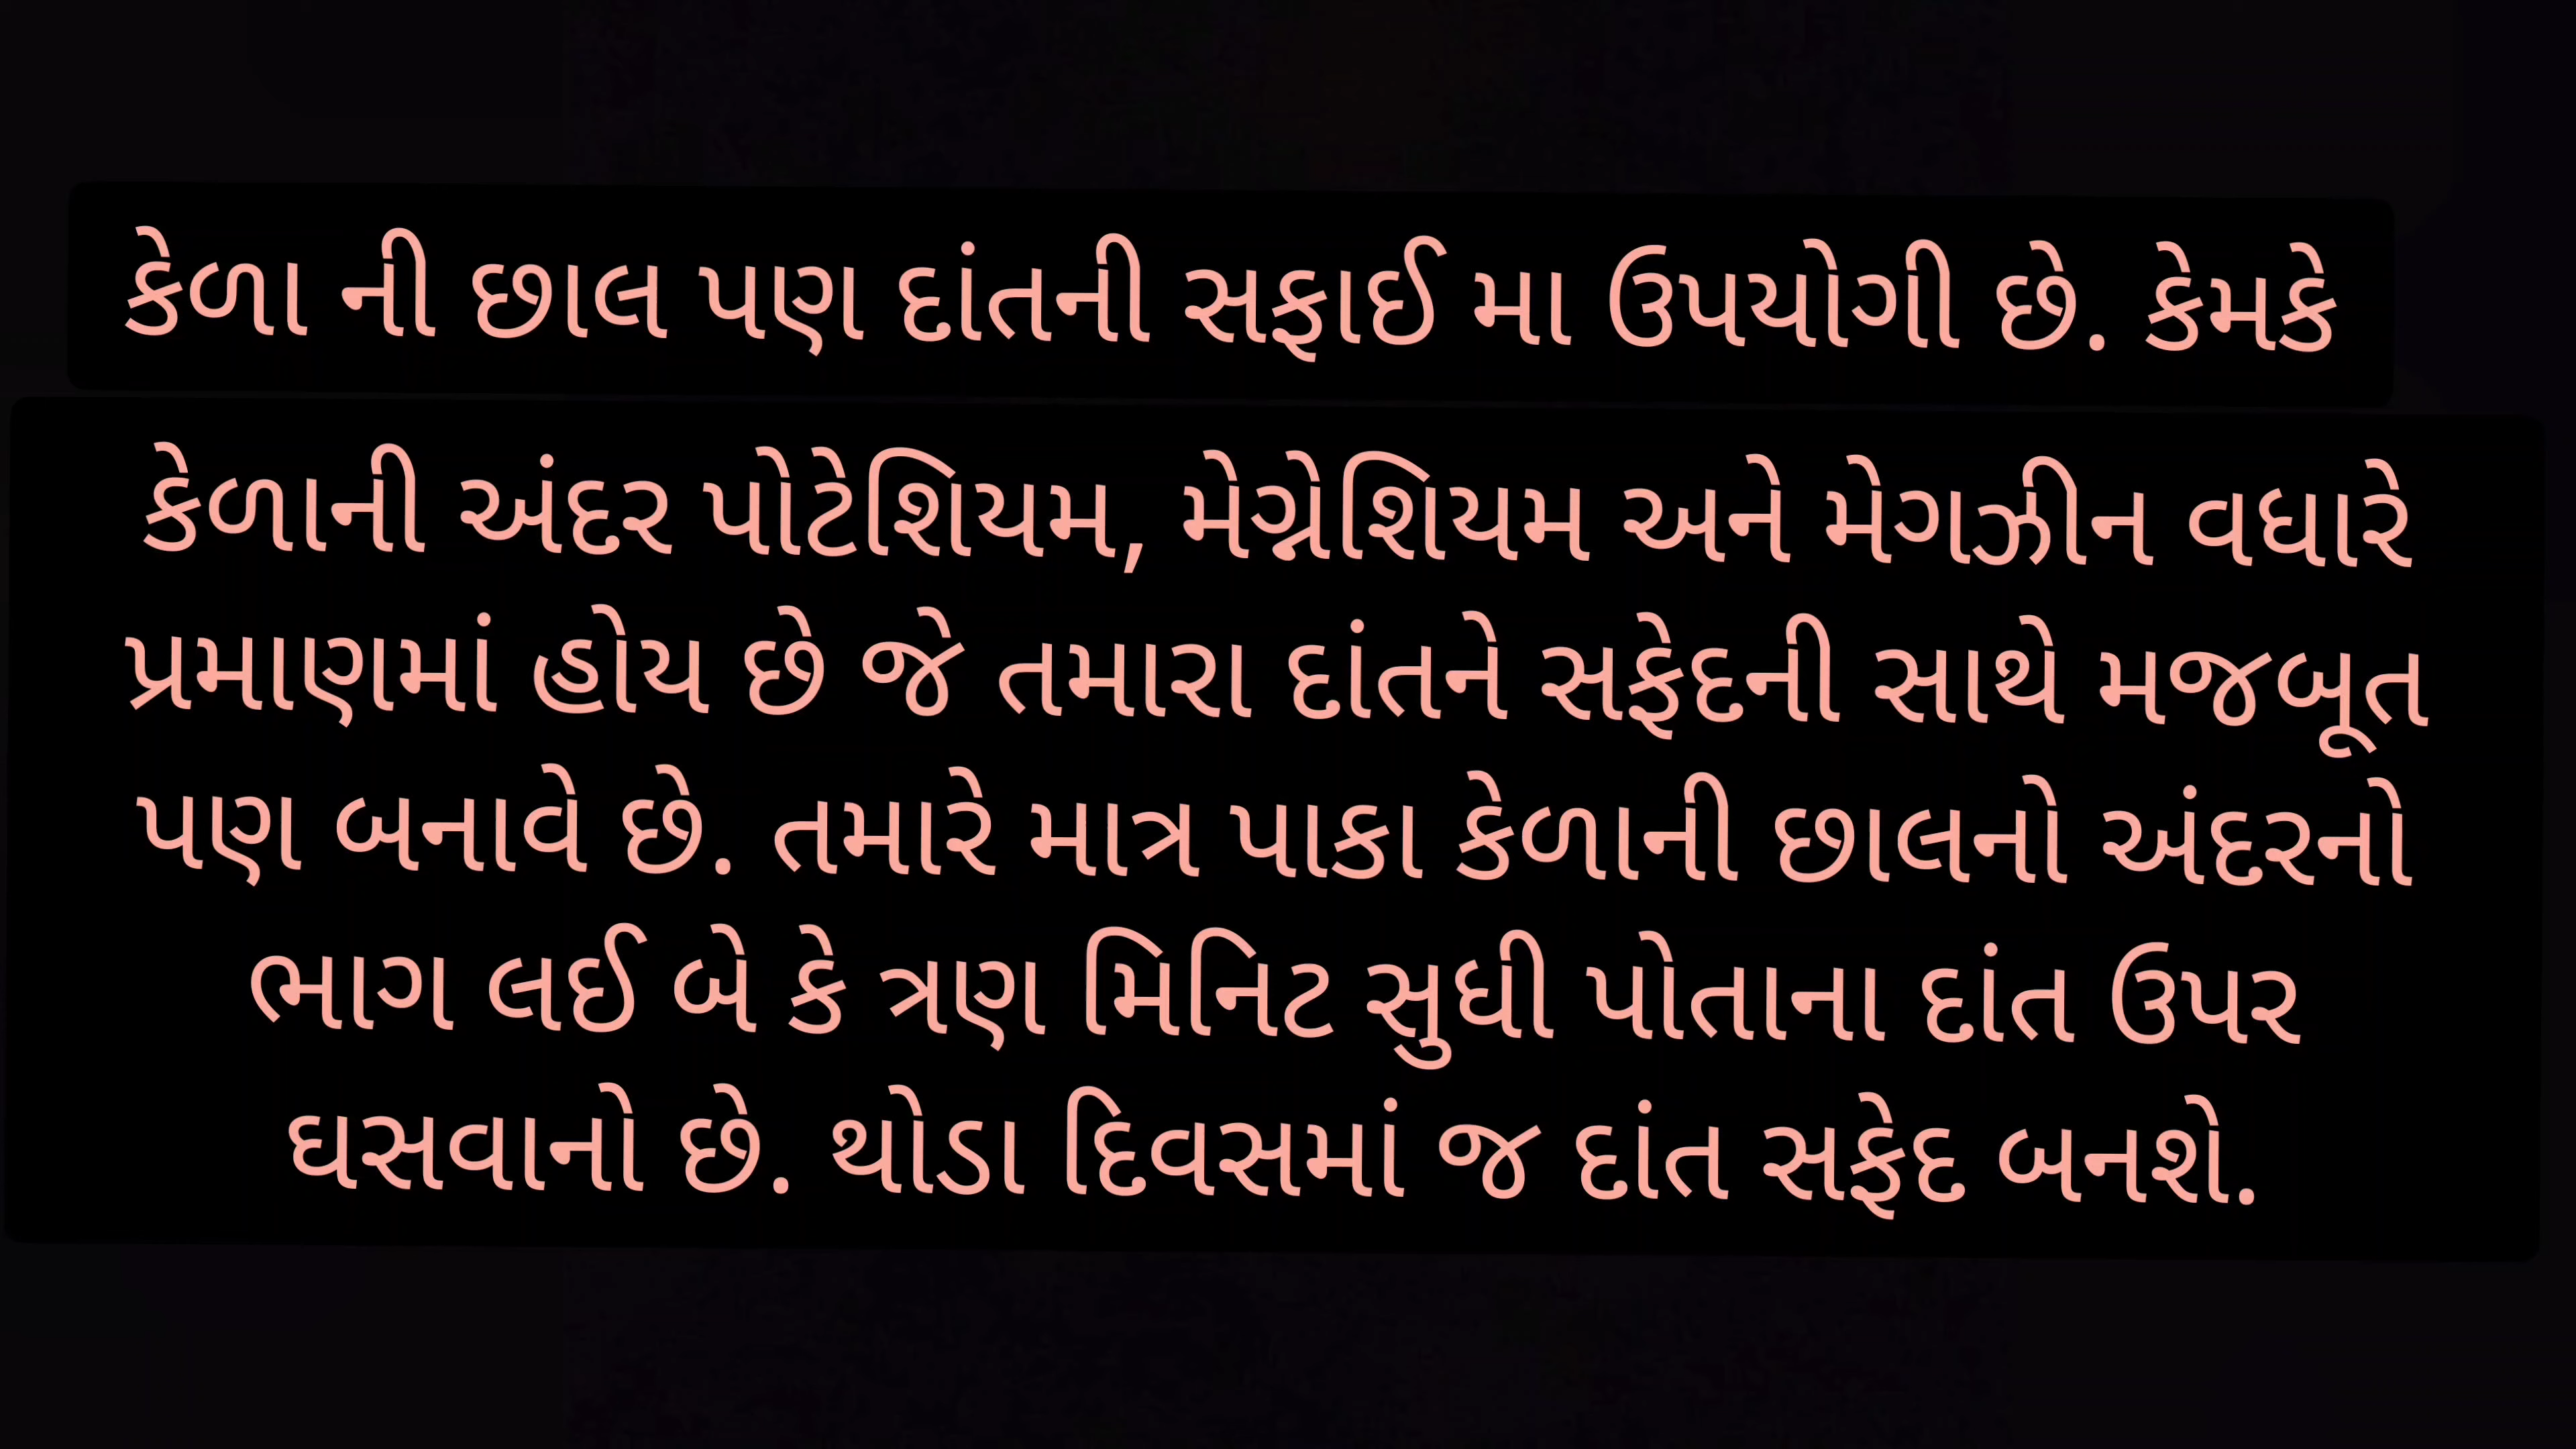 કેળા ની છાલ પણ દાંતની સફાઈ મા ઉપયોગી છે. કેમકે
કેળાની અંદર પોટેશિયમ, મેગ્નેશિયમ અને મેગઝીન વધારે
પ્રમાણમાં હોય છે જે તમારા દાંતને સફેદની સાથે મજબૂત
પણ બનાવે છે. તમારે માત્ર પાકા કેળાની છાલનો અંદરનો
ભાગ લઈ બે કે ત્રણ મિનિટ સુધી પોતાના દાંત ઉપર
ઘસવાનો છે. થોડા દિવસમાં જ દાંત સફેદ બનશે.